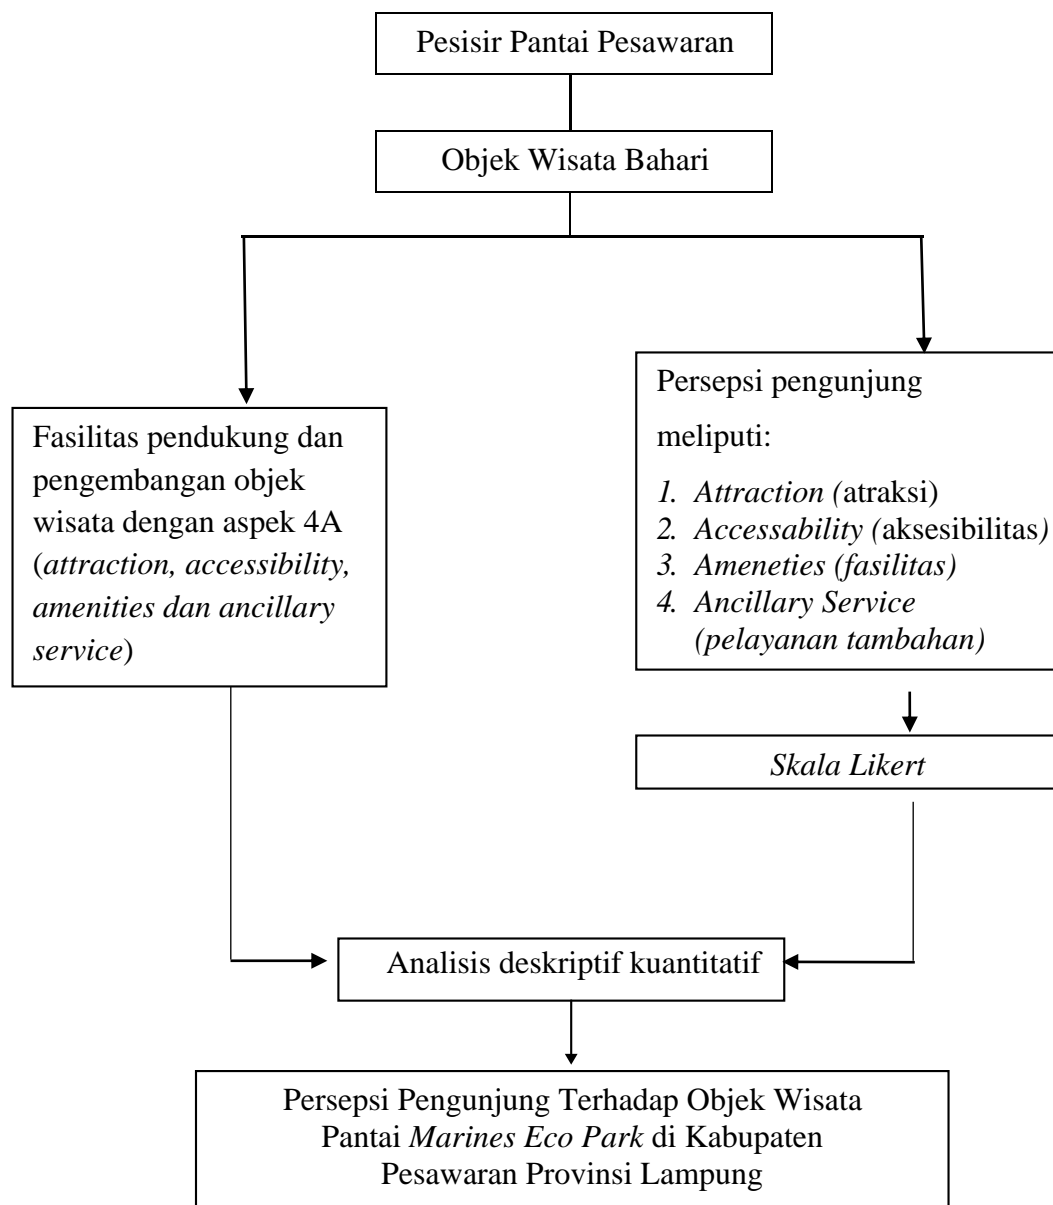 Pesisir Pantai Pesawaran
Objek Wisata Bahari
Fasilitas pendukung dan
pengembangan objek
wisata dengan aspek 4A
(attraction, accessibility,
amenities dan ancillary
service)
Persepsi pengunjung
meliputi:
1. Attraction (atraksi)
2. Accessability (aksesibilitas)
3. Ameneties (fasilitas)
4. Ancillary Service
(pelayanan tambahan)
Skala Likert
Analisis deskriptif kuantitatif
Persepsi Pengunjung Terhadap Objek Wisata
Pantai Marines Eco Park di Kabupaten
Pesawaran Provinsi Lampung